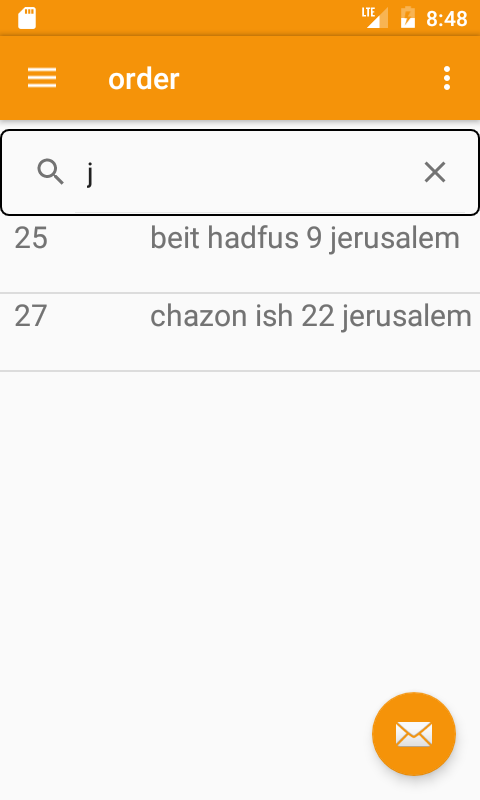 LTE 8:48
order
j
25 beit hadfus 9 jerusalem
27 chazon ish 22 jerusalem